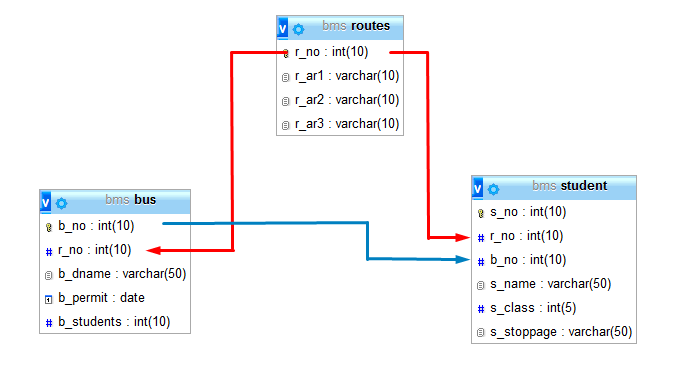 v bms routes
r_no : int(10)
r_ar1 : varchar(10)
r_ar2 : varchar(10)
r_ar3 : varchar(10)
v bms bus
b_no : int(10)
# r_no : int(10)
b_dname : varchar(50)
b_permit : date
# b_students : int(10)
v bms student
s_no : int(10)
# r_no : int(10)
# b_no : int(10)
s_name : varchar(50)
# s_class : int(5)
s_stoppage : varchar(50)